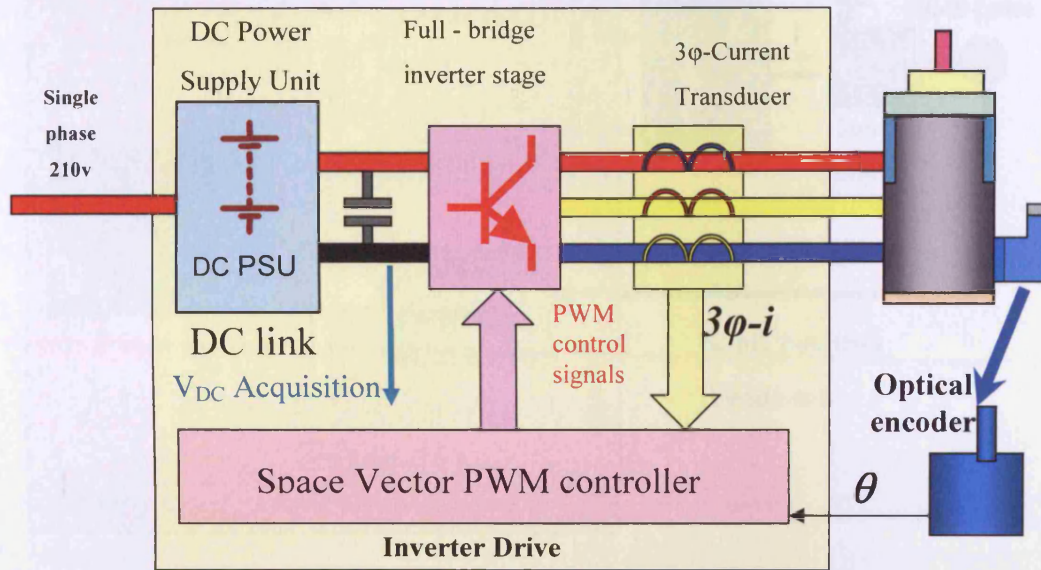 DC Power
Supply Unit
Full - bridge
inverter stage
3φ-Current
Transducer
Single
phase
210v
DC PSU
DC link
V_DC Acquisition
PWM
control
signals
3φ-i
Optical
encoder
Space Vector PWM controller
θ
Inverter Drive